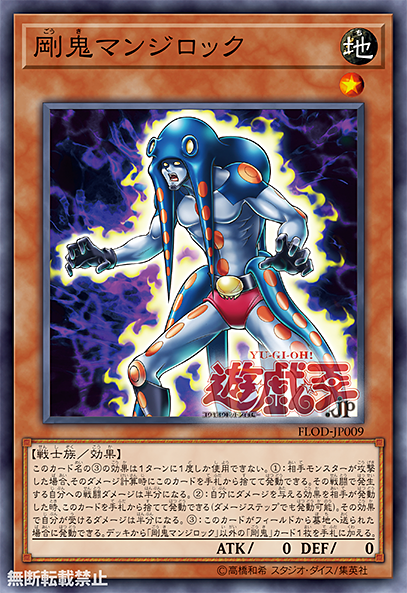 剛鬼マンジロック
地
YU-GI-OH!
遊戯王
.JP
FLOD-JP009
【戦士族/効果】
このカード名の③の効果は1ターンに1度しか使用できない。①:相手モンスターが攻撃
した場合、そのダメージ計算時にこのカードを手札から捨てて発動できる。その戦闘で発生
する自分への戦闘ダメージは半分になる。②:自分にダメージを与える効果を相手が発動
した時、このカードを手札から捨てて発動できる(ダメージステップでも発動可能)。その効果
で自分が受けるダメージは半分になる。③:このカードがフィールドから墓地へ送られた
場合に発動できる。デッキから「剛鬼マンジロック」以外の「剛鬼」カード1枚を手札に加える。
ATK/ 0 DEF/ 0
無断転載禁止
©高橋和希 スタジオ・ダイス/集英社